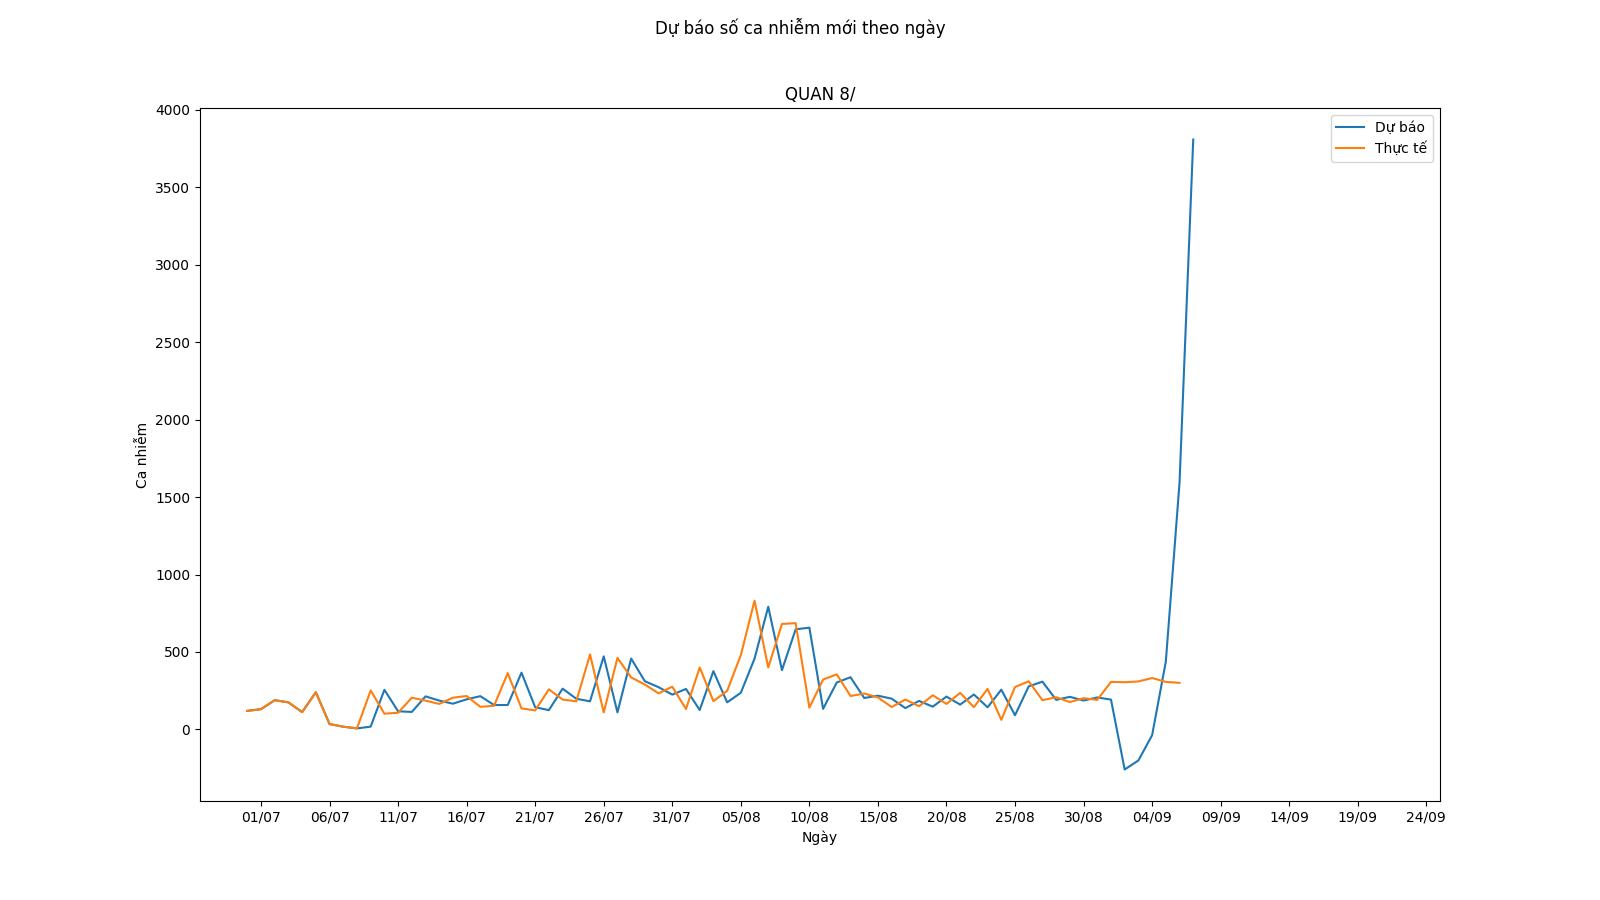 Dự báo số ca nhiễm mới theo ngày
QUAN 8/
Dự báo
Thực tế
Ca nhiễm
4000
3500
3000
2500
2000
1500
1000
500
0
01/07 06/07 11/07 16/07 21/07 26/07 31/07 05/08 10/08 15/08 20/08 25/08 30/08 04/09 09/09 14/09 19/09 24/09
Ngày